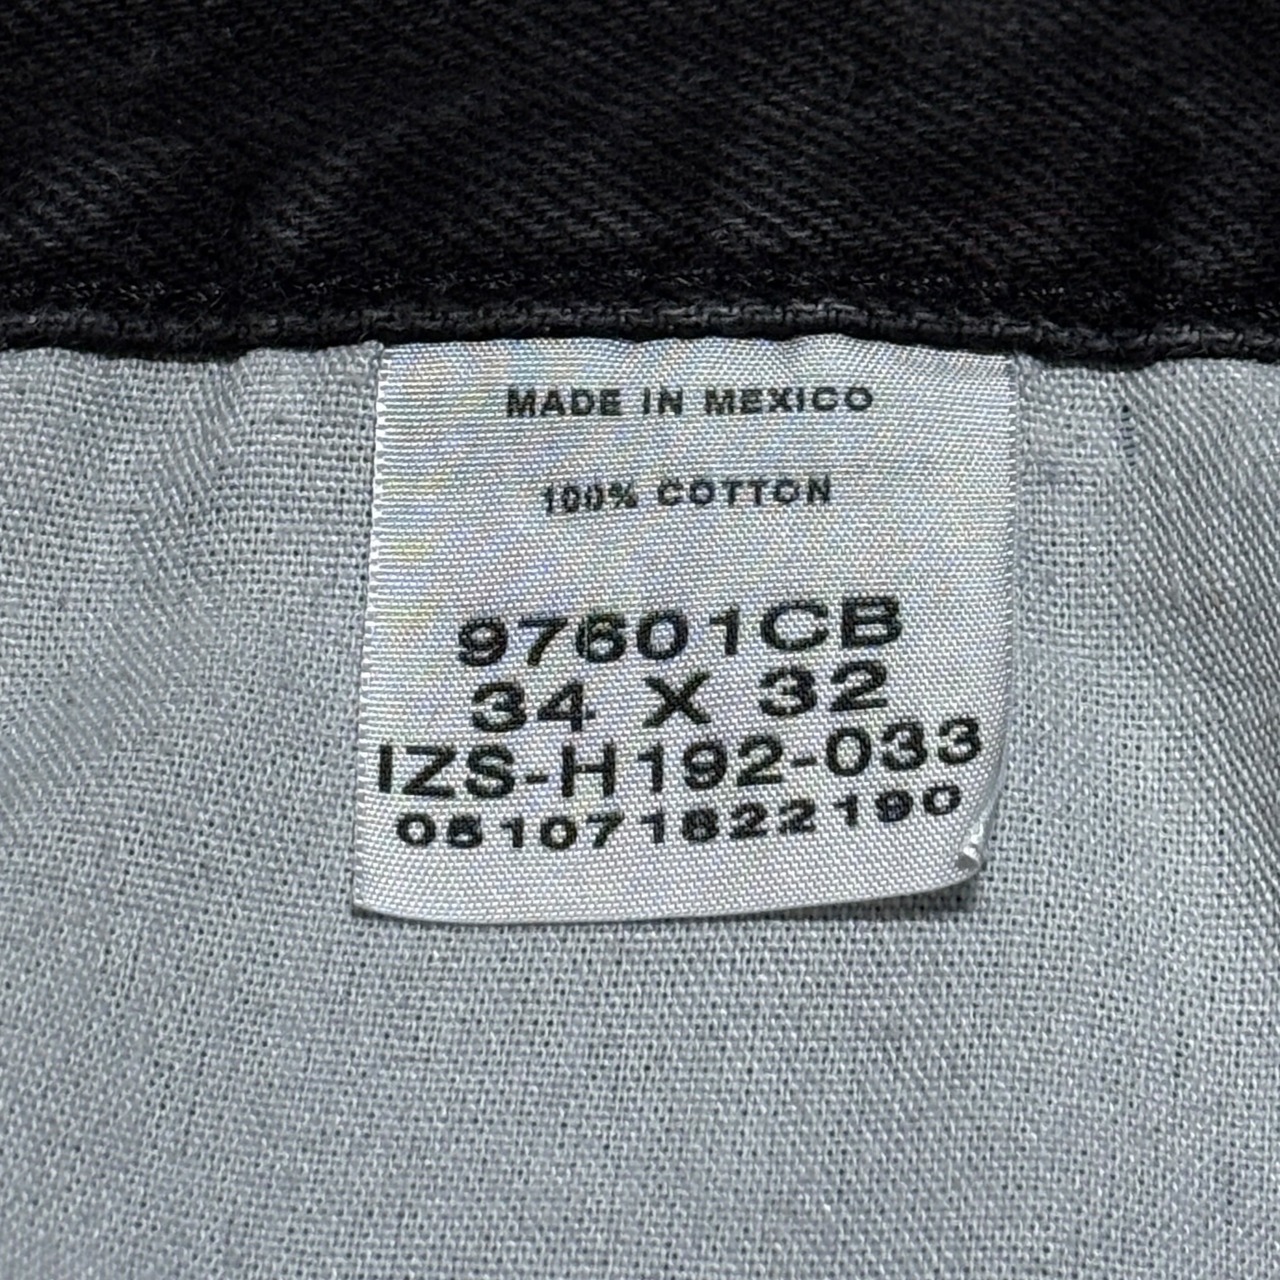 MADE IN MEXICO
100% COTTON
97601CB
34 X 32
IZS-H192-033
051071822190